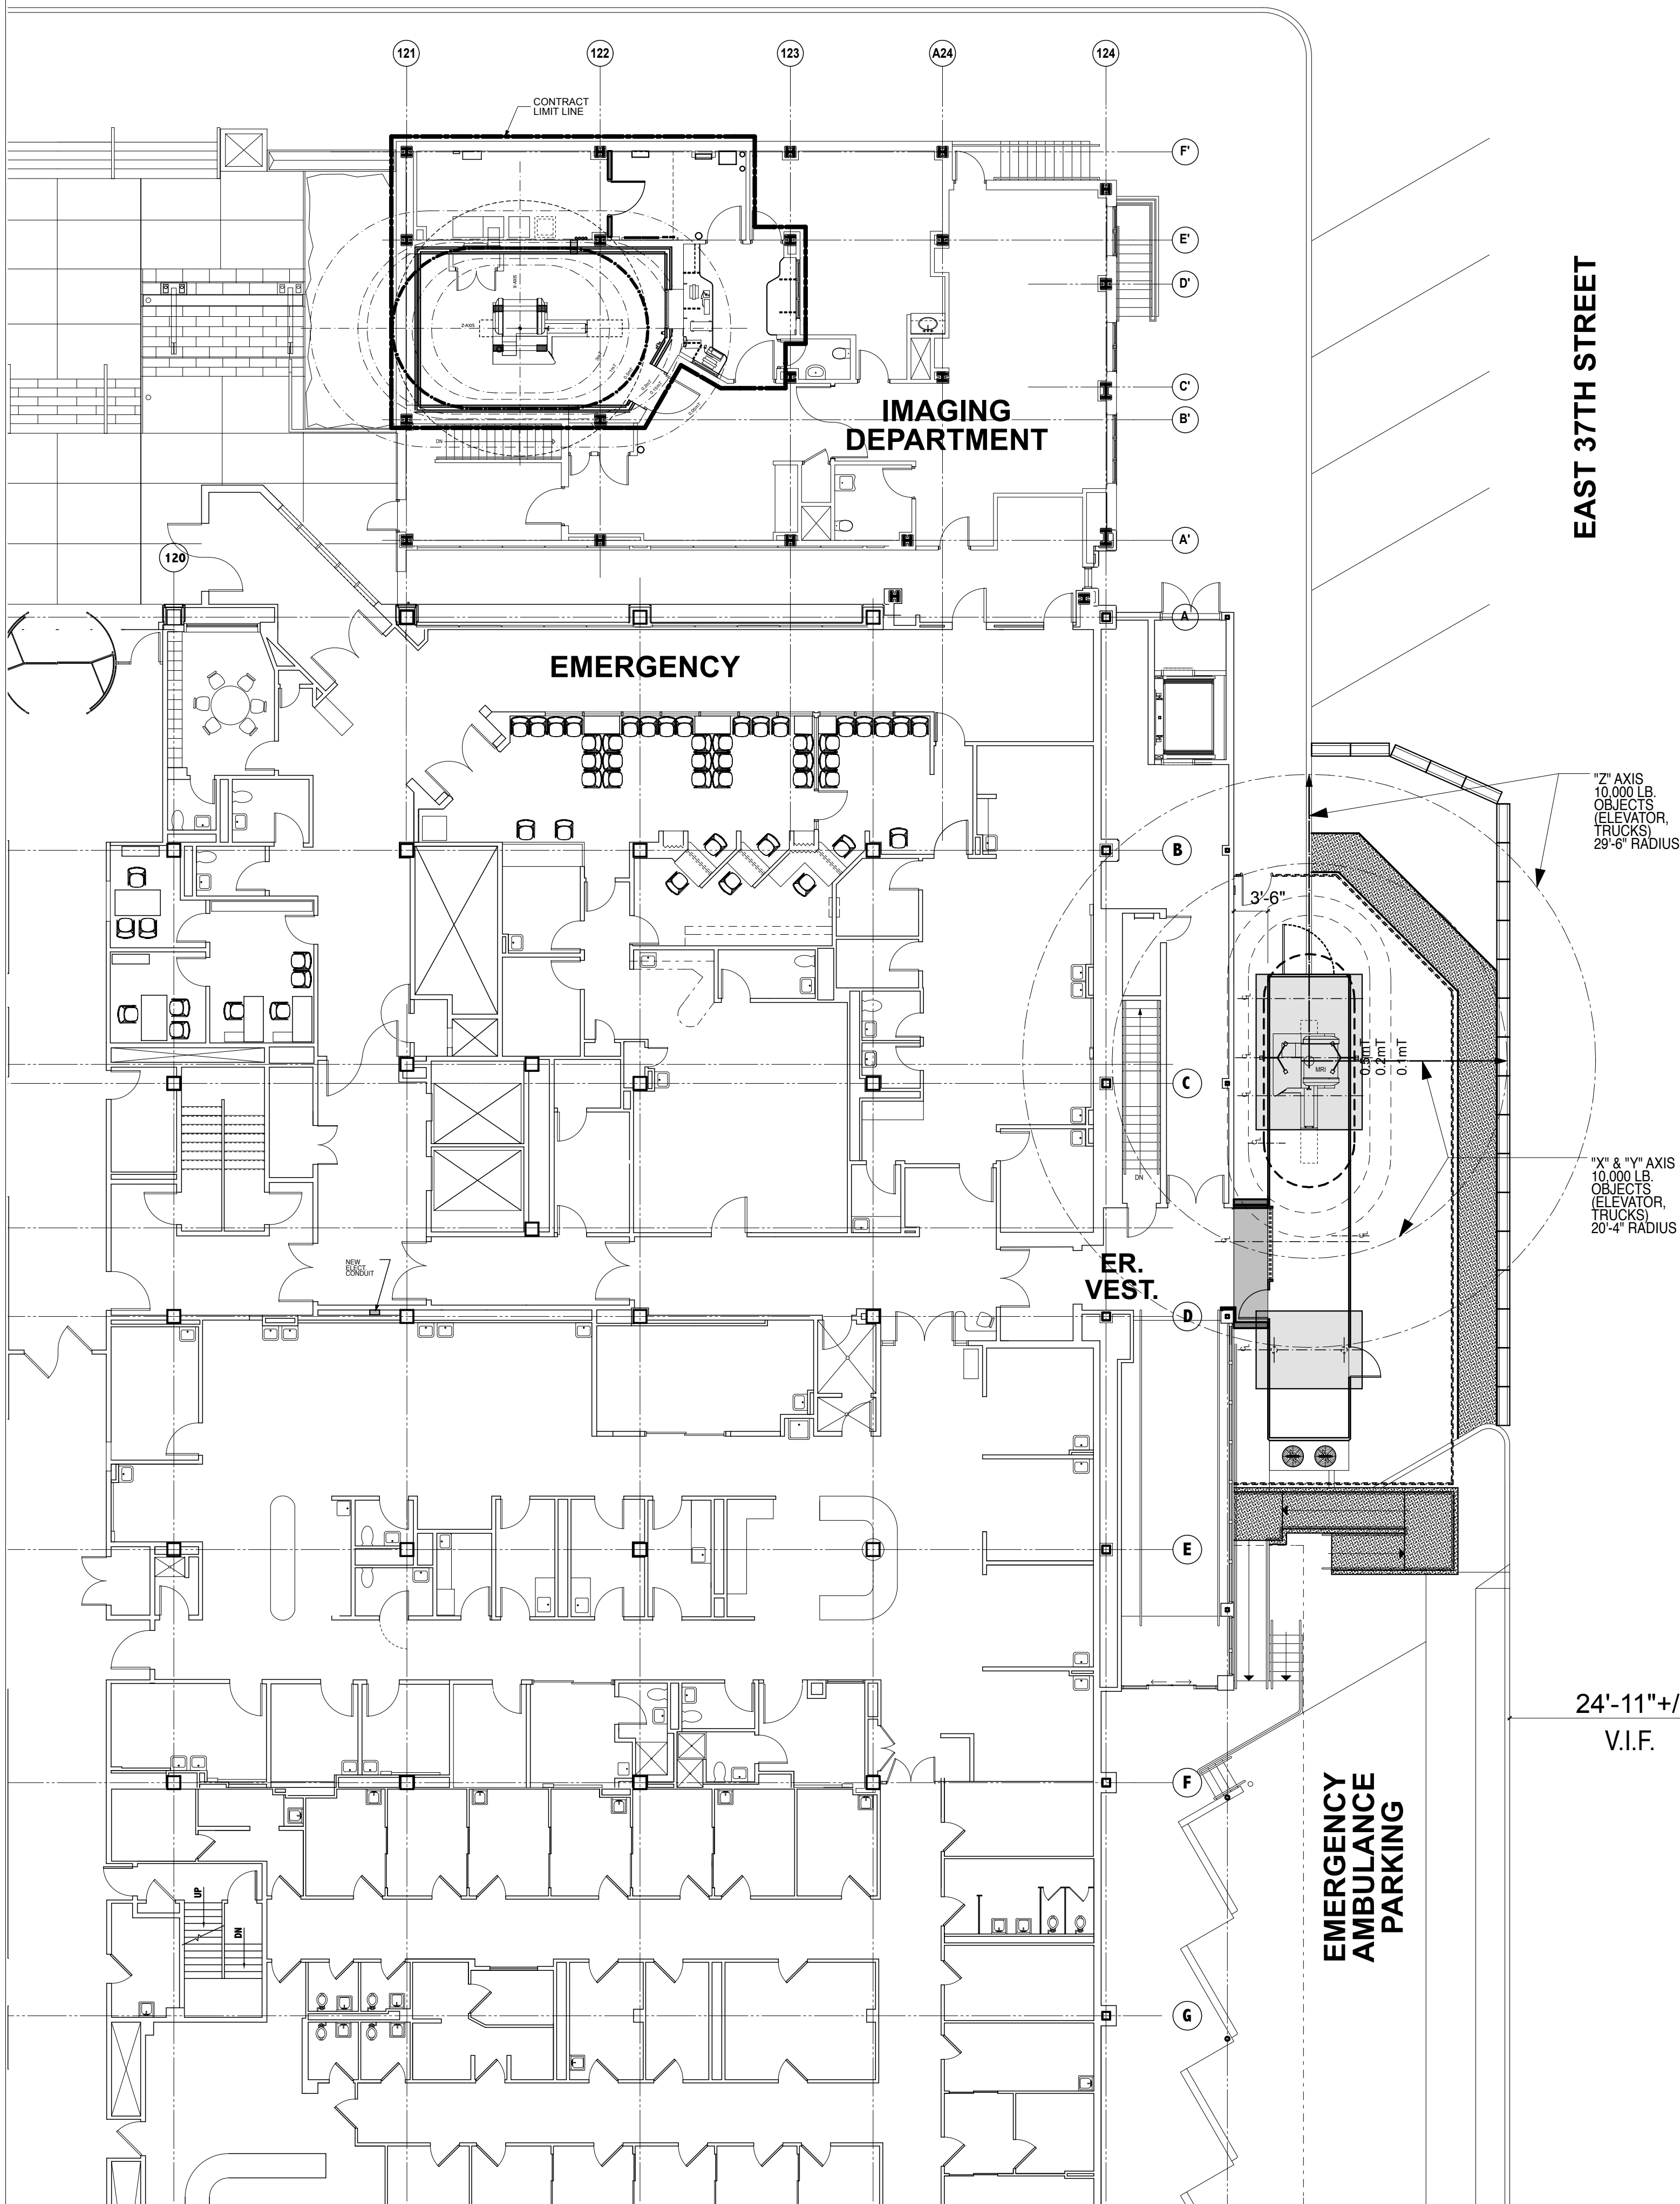 121
122
123
A24
124
CONTRACT
LIMIT LINE
F'
E'
D'
C'
B'
A'
X-AXIS
Z-AXIS
DN
IMAGING
DEPARTMENT
EAST 37TH STREET
120
A
EMERGENCY
"Z" AXIS
10,000 LB.
OBJECTS
(ELEVATOR,
TRUCKS)
29'-6" RADIUS
B
3'-6"
0.5mT
0.2mT
0.1mT
MRI
C
DN
"X" & "Y" AXIS
10,000 LB.
OBJECTS
(ELEVATOR,
TRUCKS)
20'-4" RADIUS
NEW
ELECT.
CONDUIT
ER.
VEST.
D
E
24'-11"+/
V.I.F.
F
EMERGENCY
AMBULANCE
PARKING
UP
DN
G